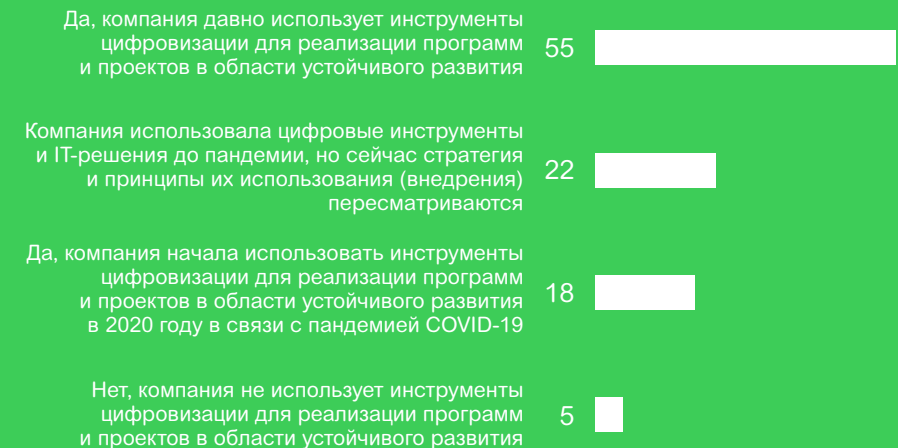 Да, компания давно использует инструменты
цифровизации для реализации программ
и проектов в области устойчивого развития
55
Компания использовала цифровые инструменты
и IT-решения до пандемии, но сейчас стратегия
и принципы их использования (внедрения)
пересматриваются
22
Да, компания начала использовать инструменты
цифровизации для реализации программ
и проектов в области устойчивого развития
в 2020 году в связи с пандемией COVID-19
18
Нет, компания не использует инструменты
цифровизации для реализации программ
и проектов в области устойчивого развития
5